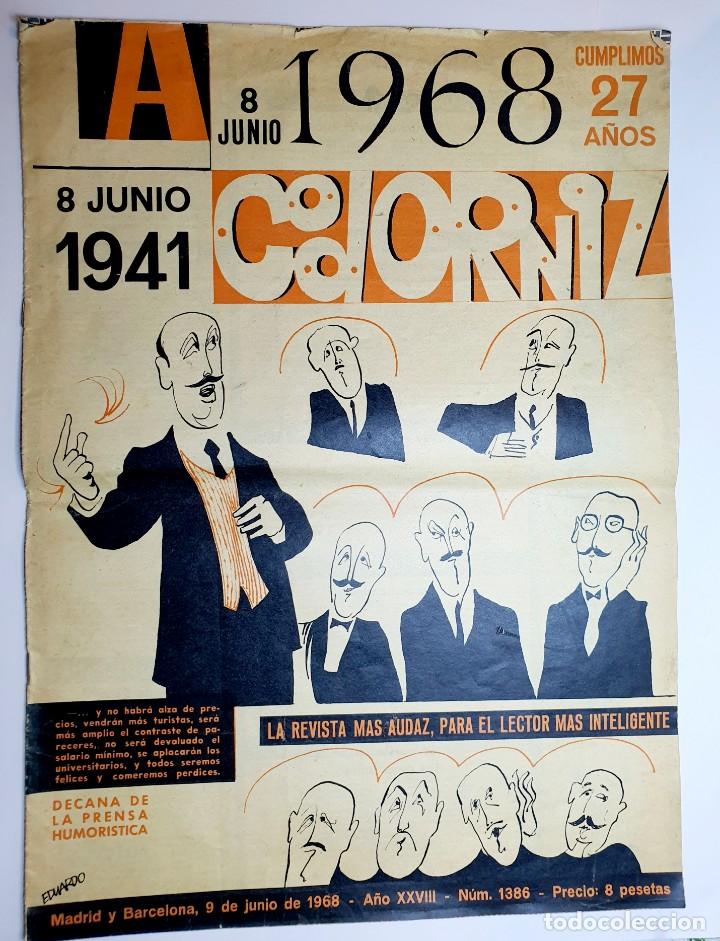 A
8
JUNIO
1968
CUMPLIMOS
27
AÑOS
8 JUNIO
1941
CODORNIZ
—... y no habrá alza de pre-
cios, vendrán más turistas, será
más amplio el contraste de pa-
receres, no será devaluado el
salario mínimo, se aplacarán los
universitarios, y todos seremos
felices y comeremos perdices.
LA REVISTA MAS AUDAZ, PARA EL LECTOR MAS INTELIGENTE
DECANA DE
LA PRENSA
HUMORISTICA
EDUARDO
Madrid y Barcelona, 9 de junio de 1968 - Año XXVIII - Núm. 1386 - Precio: 8 pesetas
todocoleccion